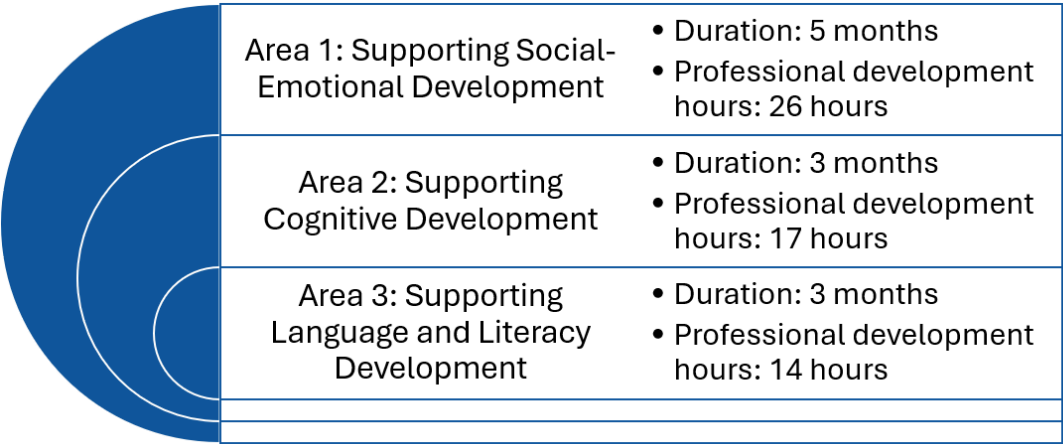 Area 1: Supporting Social-
Emotional Development
• Duration: 5 months
• Professional development
hours: 26 hours
Area 2: Supporting
Cognitive Development
• Duration: 3 months
• Professional development
hours: 17 hours
Area 3: Supporting
Language and Literacy
Development
• Duration: 3 months
• Professional development
hours: 14 hours